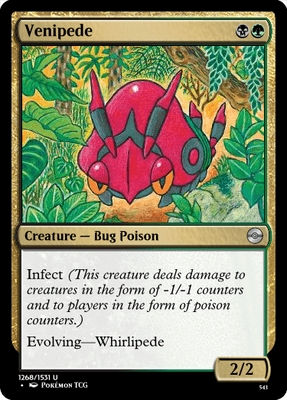 Venipede
Creature — Bug Poison
Infect (This creature deals damage to
creatures in the form of -1/-1 counters
and to players in the form of poison
counters.)
Evolving—Whirlipede
2/2
1268/1531 U
• Pokémon TCG
541